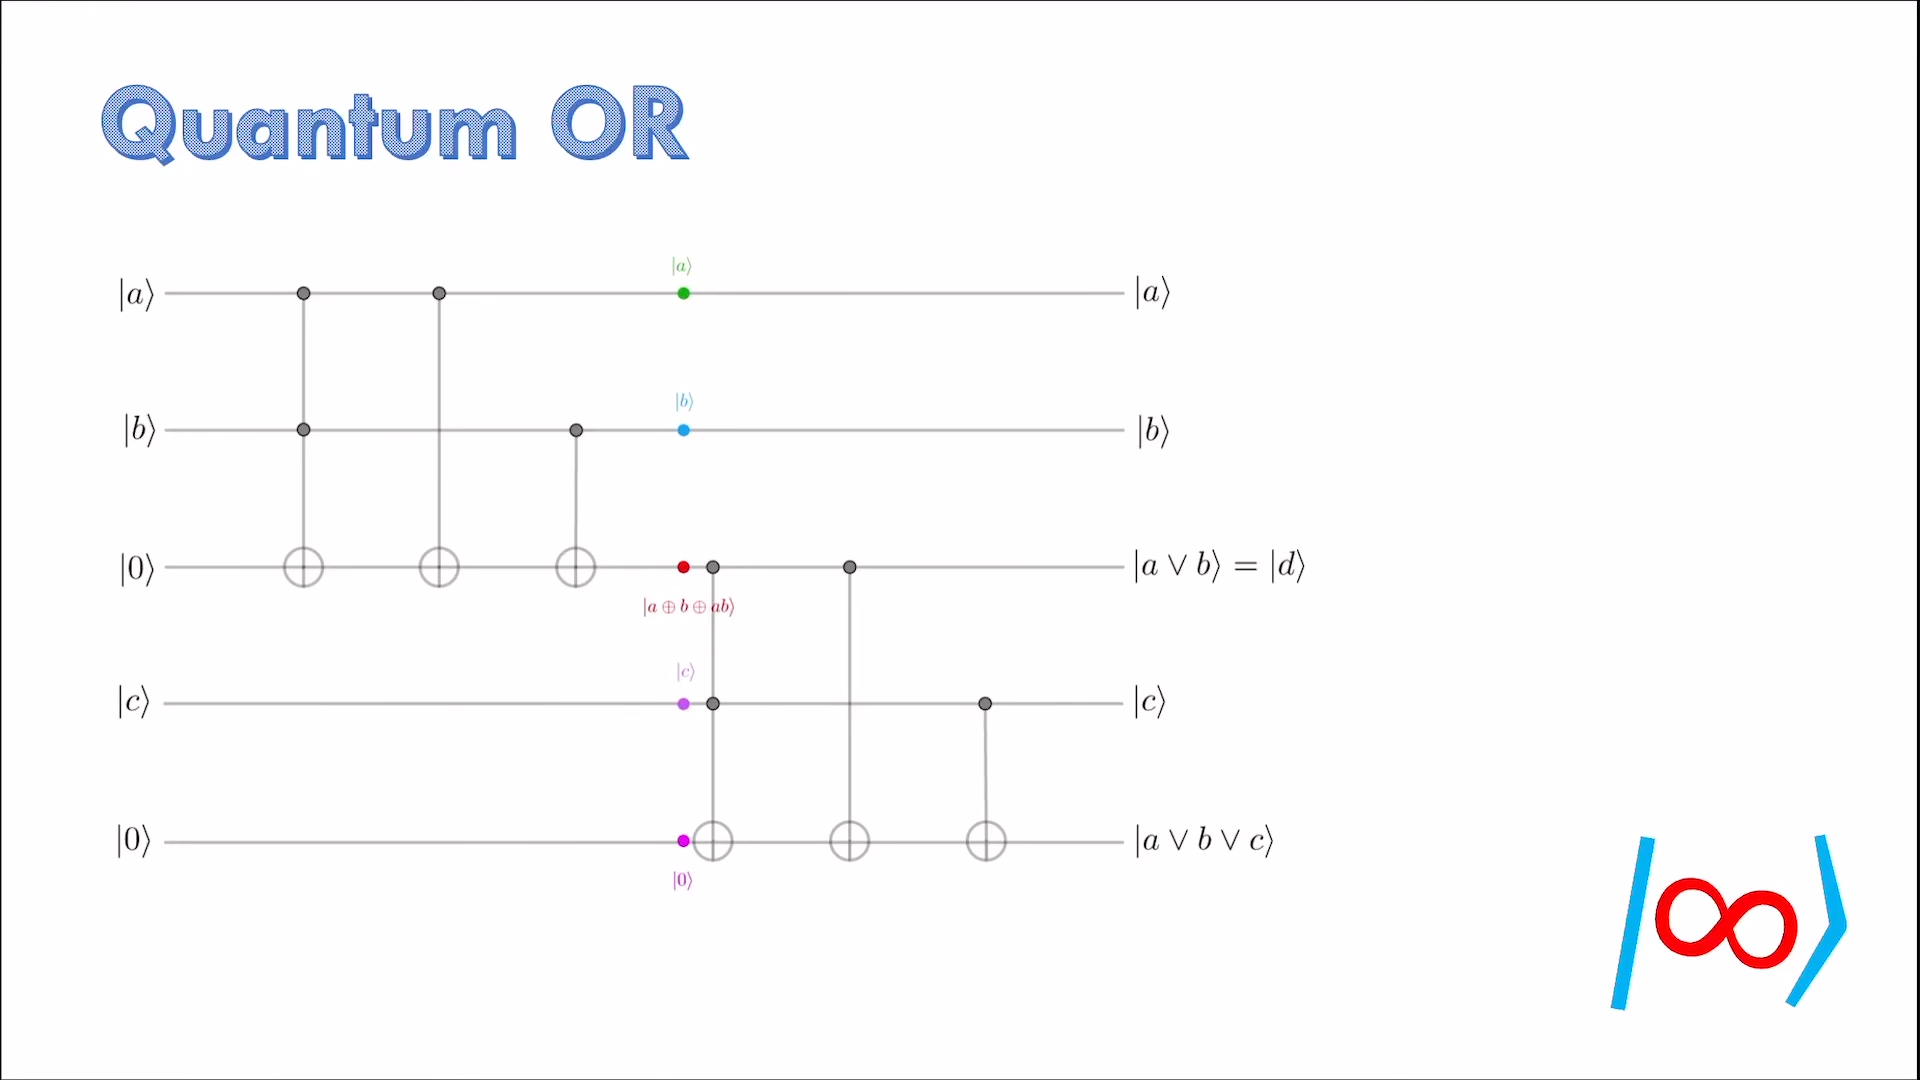 Quantum OR
|a⟩
|a⟩
|a⟩
|b⟩
|b⟩
|b⟩
|0⟩
|a ∨ b⟩ = |d⟩
|a ⊕ b ⊕ ab⟩
|c⟩
|c⟩
|c⟩
|0⟩
|a ∨ b ∨ c⟩
|0⟩
|∞⟩